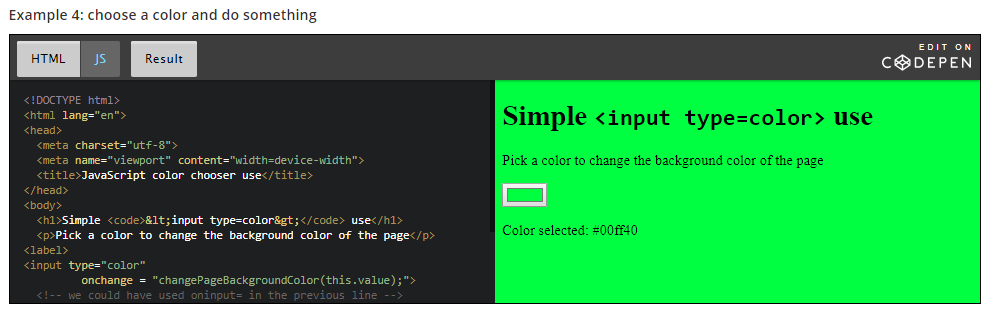 Example 4: choose a color and do something
HTML JS Result
EDIT ON
CODEPEN
<!DOCTYPE html>
<html lang="en">
<head>
<meta charset="utf-8">
<meta name="viewport" content="width=device-width">
<title>JavaScript color chooser use</title>
</head>
<body>
<h1>Simple <code>&lt;input type=color&gt;</code> use</h1>
<p>Pick a color to change the background color of the page</p>
<label>
<input type="color"
onchange = "changePageBackgroundColor(this.value);">
<!-- we could have used oninput= in the previous line -->
Simple <input type=color> use
Pick a color to change the background color of the page
Color selected: #00ff40